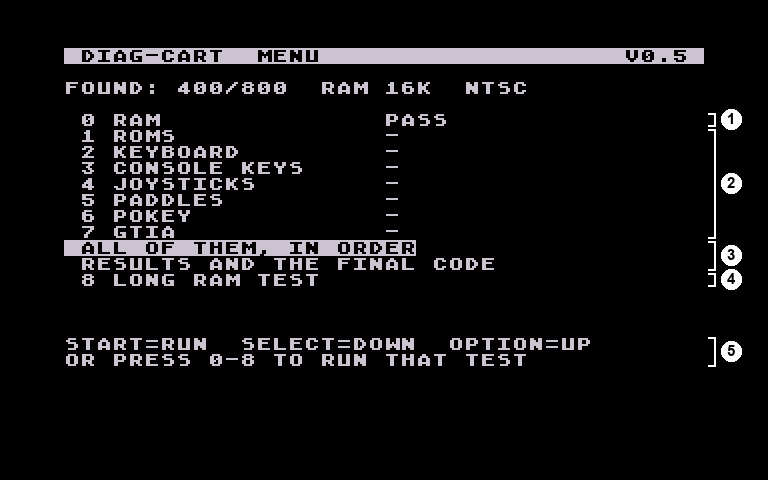 DIAG-CART MENU V0.5
FOUND: 400/800 RAM 16K NTSC
0 RAM PASS 1
1 ROMS -
2 KEYBOARD -
3 CONSOLE KEYS -
4 JOYSTICKS - 2
5 PADDLES -
6 POKEY -
7 GTIA -
ALL OF THEM, IN ORDER 3
RESULTS AND THE FINAL CODE
8 LONG RAM TEST 4
START=RUN SELECT=DOWN OPTION=UP 5
OR PRESS 0-8 TO RUN THAT TEST